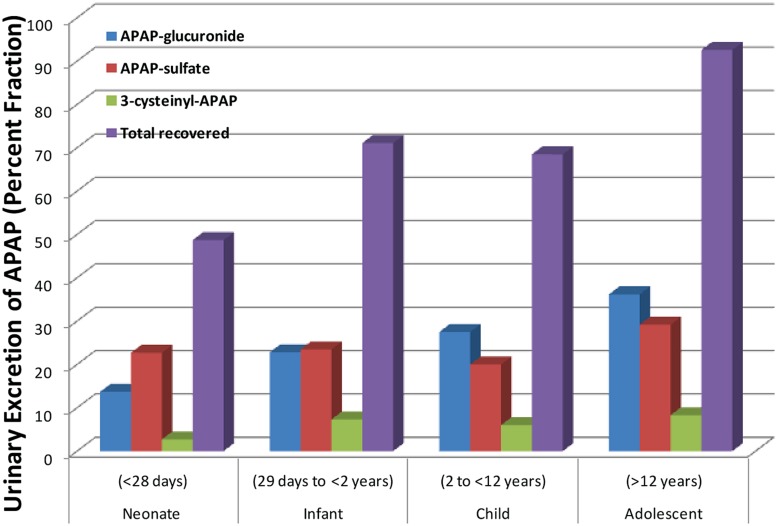 Urinary Excretion of APAP (Percent Fraction)
100
90
80
70
60
50
40
30
20
10
0
APAP-glucuronide
APAP-sulfate
3-cysteinyl-APAP
Total recovered
(<28 days)
(29 days to <2 years)
(2 to <12 years)
(>12 years)
Neonate
Infant
Child
Adolescent